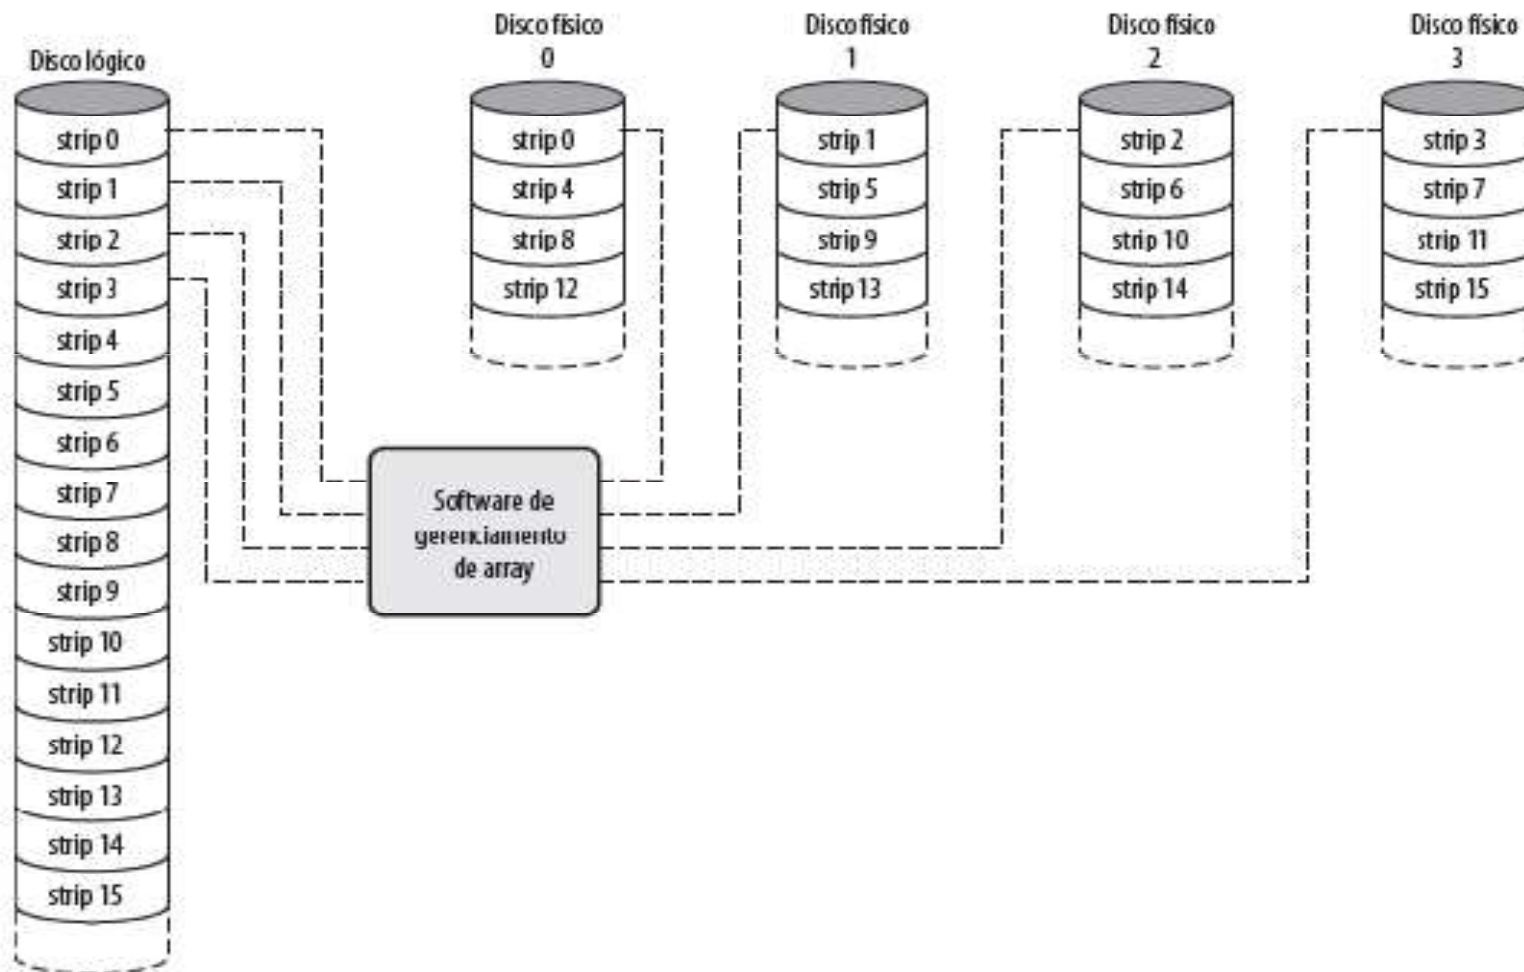 Disco lógico
strip 0
strip 1
strip 2
strip 3
strip 4
strip 5
strip 6
strip 7
strip 8
strip 9
strip 10
strip 11
strip 12
strip 13
strip 14
strip 15
Disco físico
0
strip 0
strip 4
strip 8
strip 12
Disco físico
1
strip 1
strip 5
strip 9
strip 13
Disco físico
2
strip 2
strip 6
strip 10
strip 14
Disco físico
3
strip 3
strip 7
strip 11
strip 15
Software de
gerenciamento
de array